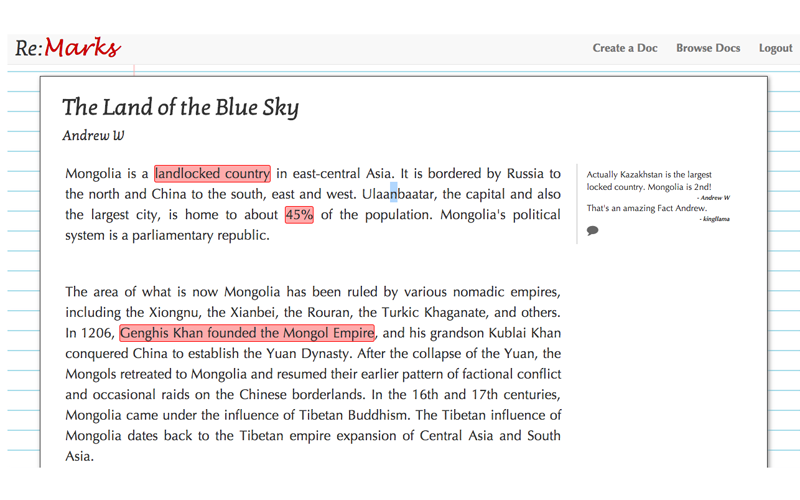 Re:Marks
Create a Doc Browse Docs Logout
The Land of the Blue Sky
Andrew W
Mongolia is a landlocked country in east-central Asia. It is bordered by Russia to
the north and China to the south, east and west. Ulaanbaatar, the capital and also
the largest city, is home to about 45% of the population. Mongolia's political
system is a parliamentary republic.
Actually Kazakhstan is the largest
locked country. Mongolia is 2nd!
- Andrew W
That's an amazing Fact Andrew.
- kingllama
The area of what is now Mongolia has been ruled by various nomadic empires,
including the Xiongnu, the Xianbei, the Rouran, the Turkic Khaganate, and others.
In 1206, Genghis Khan founded the Mongol Empire, and his grandson Kublai Khan
conquered China to establish the Yuan Dynasty. After the collapse of the Yuan, the
Mongols retreated to Mongolia and resumed their earlier pattern of factional conflict
and occasional raids on the Chinese borderlands. In the 16th and 17th centuries,
Mongolia came under the influence of Tibetan Buddhism. The Tibetan influence of
Mongolia dates back to the Tibetan empire expansion of Central Asia and South
Asia.